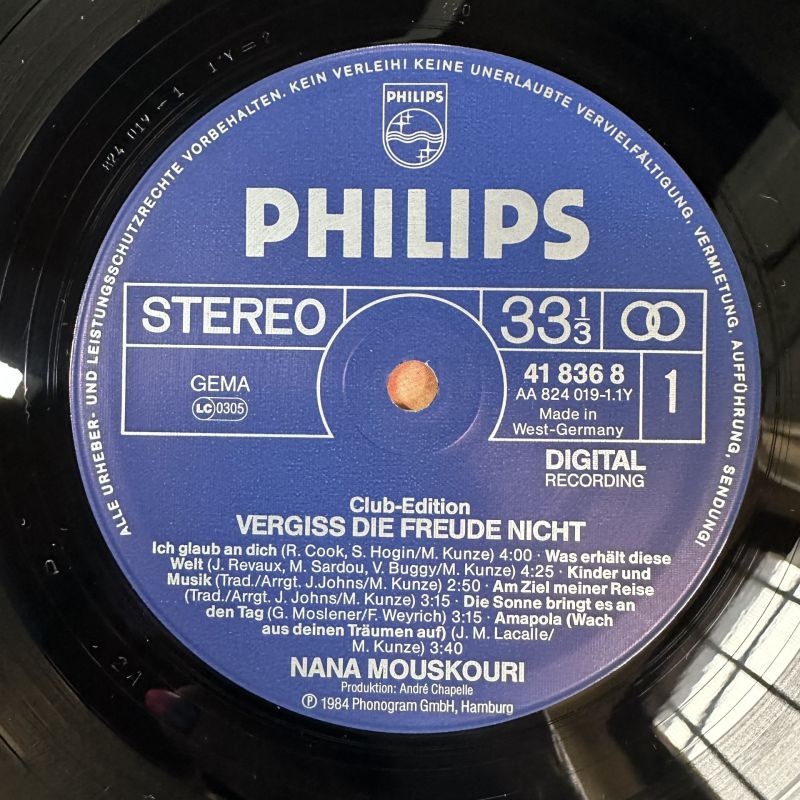 ALLE URHEBER- UND LEISTUNGSSCHUTZRECHTE VORBEHALTEN. KEIN VERLEIH! KEINE UNERLAUBTE VERVIELFÄLTIGUNG, VERMIETUNG, AUFFÜHRUNG, SENDUNG!
PHILIPS
PHILIPS
STEREO
33 1/3
GEMA
LC 0305
41 836 8
AA 824 019-1.1Y
Made in
West-Germany
1
DIGITAL
RECORDING
Club-Edition
VERGISS DIE FREUDE NICHT
Ich glaub an dich (R. Cook, S. Hogin/M. Kunze) 4:00 · Was erhält diese
Welt (J. Revaux, M. Sardou, V. Buggy/M. Kunze) 4:25 · Kinder und
Musik (Trad./Arrgt. J.Johns/M. Kunze) 2:50 · Am Ziel meiner Reise
(Trad./Arrgt. J. Johns/M. Kunze) 3:15 · Die Sonne bringt es an
den Tag (G. Moslener/F. Weyrich) 3:15 · Amapola (Wach
aus deinen Träumen auf) (J. M. Lacalle/
M. Kunze) 3:40
NANA MOUSKOURI
Produktion: André Chapelle
℗ 1984 Phonogram GmbH, Hamburg